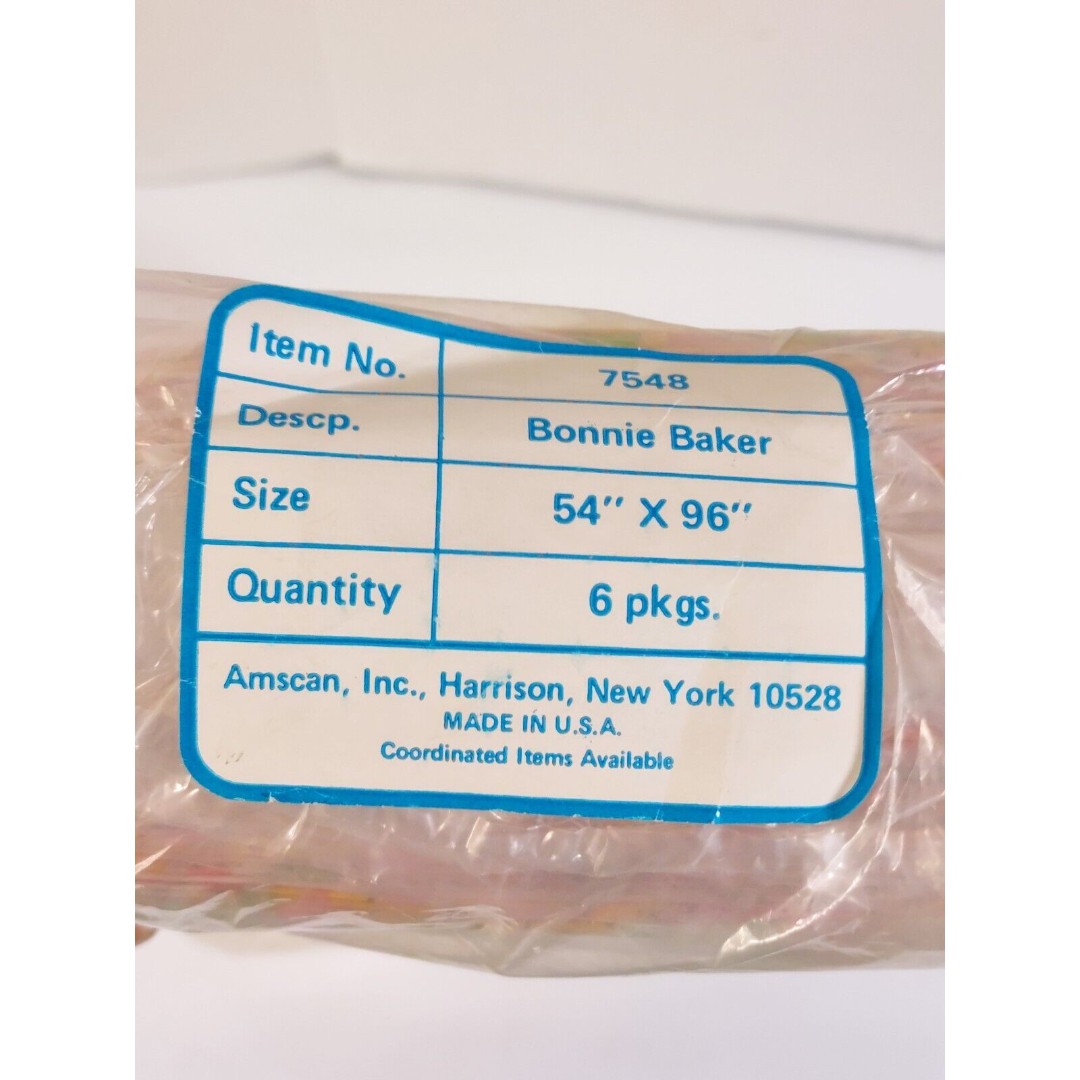 Item No. 7548
Descp. Bonnie Baker
Size 54" X 96"
Quantity 6 pkgs.
Amscan, Inc., Harrison, New York 10528
MADE IN U.S.A.
Coordinated Items Available